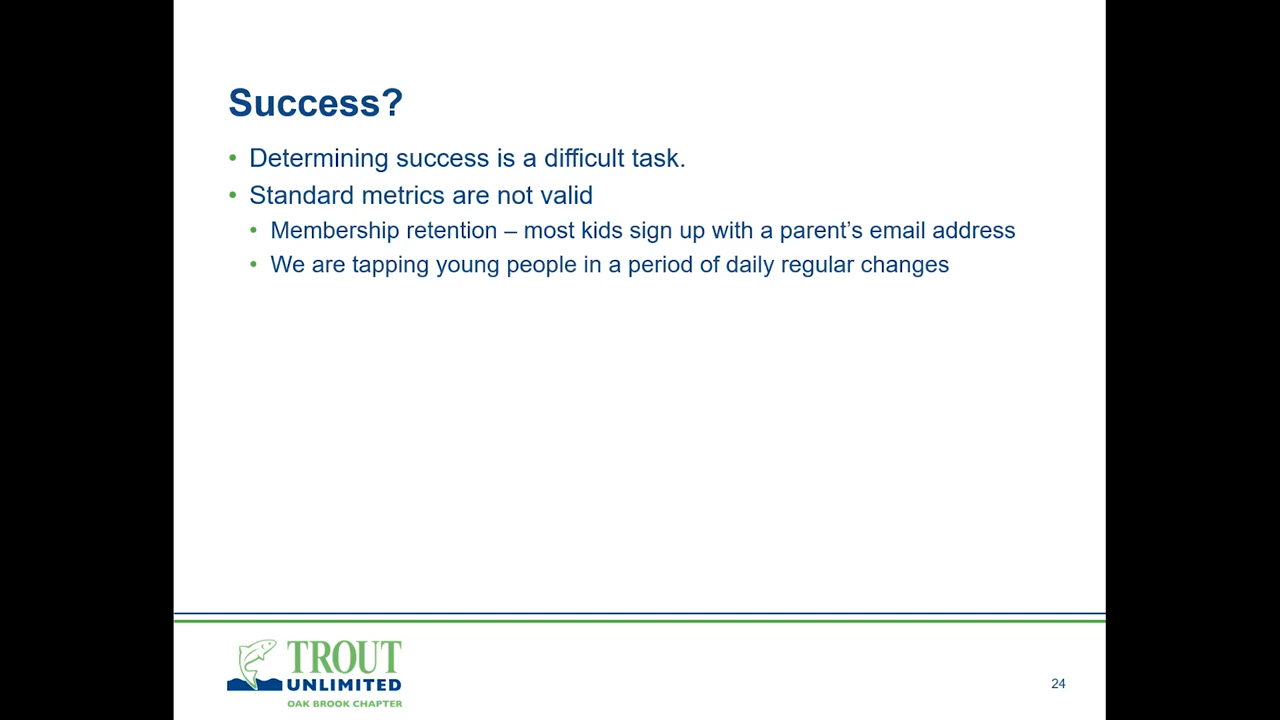 Success?
• Determining success is a difficult task.
• Standard metrics are not valid
• Membership retention – most kids sign up with a parent's email address
• We are tapping young people in a period of daily regular changes
TROUT
UNLIMITED
OAK BROOK CHAPTER
24